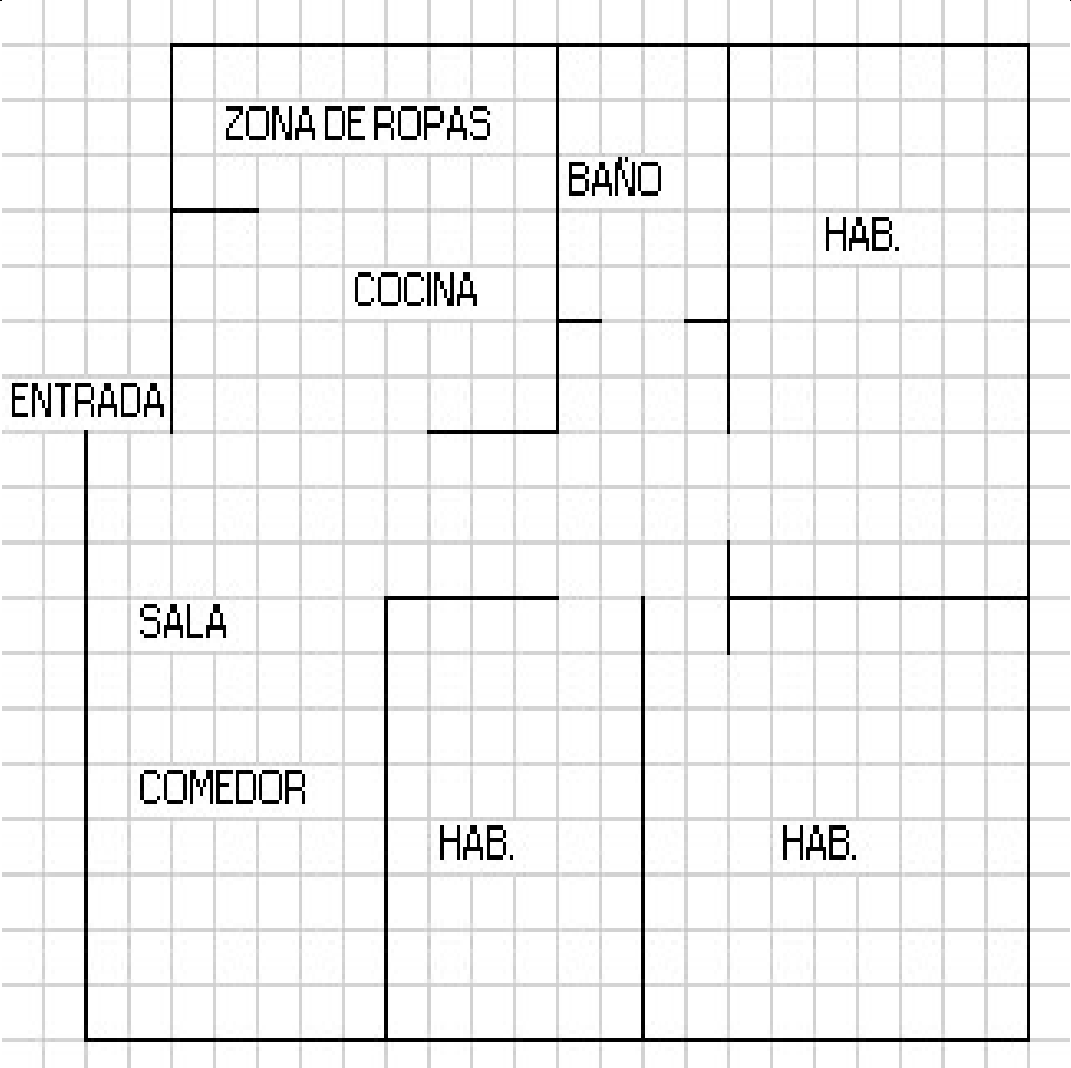 ZONA DE ROPAS
BAÑO
HAB.
COCINA
ENTRADA
SALA
COMEDOR
HAB.
HAB.